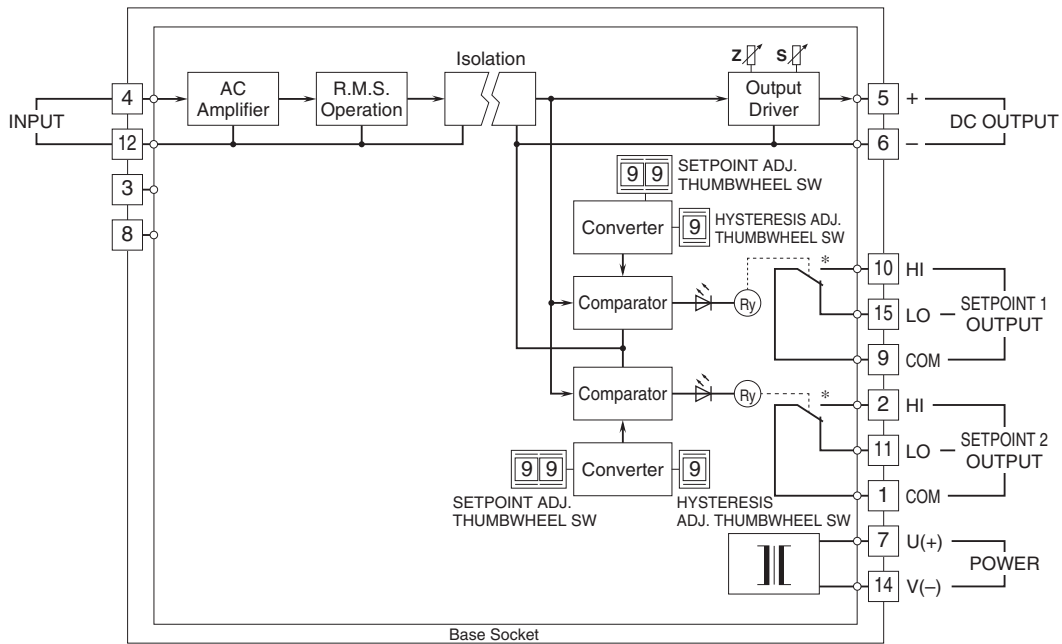 Isolation
Z S
4
AC
Amplifier
R.M.S.
Operation
Output
Driver
5 +
INPUT
DC OUTPUT
12
6 –
3
8
9 9
SETPOINT ADJ.
THUMBWHEEL SW
Converter
9
HYSTERESIS ADJ.
THUMBWHEEL SW
Comparator
Ry
*
10 HI
15 LO
9 COM
SETPOINT 1
OUTPUT
Comparator
Ry
*
2 HI
11 LO
1 COM
SETPOINT 2
OUTPUT
9 9
Converter
9
SETPOINT ADJ.
THUMBWHEEL SW
HYSTERESIS
ADJ. THUMBWHEEL SW
7 U(+)
14 V(–)
POWER
Base Socket